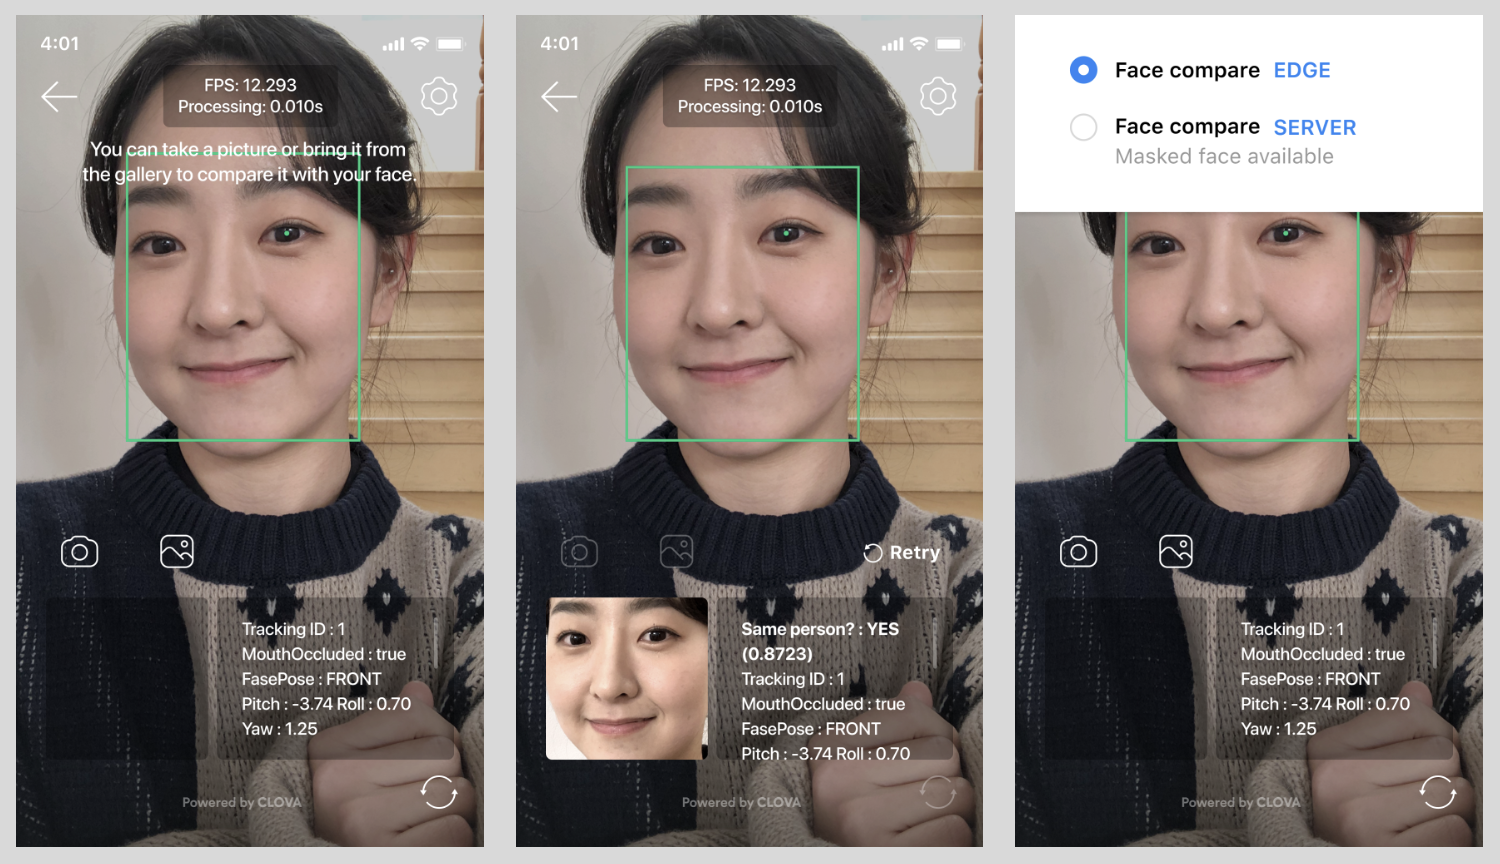 4:01
FPS: 12.293
Processing: 0.010s
You can take a picture or bring it from
the gallery to compare it with your face.
Tracking ID : 1
MouthOccluded : true
FasePose : FRONT
Pitch : -3.74 Roll : 0.70
Yaw : 1.25
Powered by CLOVA
4:01
FPS: 12.293
Processing: 0.010s
Retry
Same person? : YES
(0.8723)
Tracking ID : 1
MouthOccluded : true
FasePose : FRONT
Pitch : -3.74 Roll : 0.70
Powered by CLOVA
Face compare EDGE
Face compare SERVER
Masked face available
Tracking ID : 1
MouthOccluded : true
FasePose : FRONT
Pitch : -3.74 Roll : 0.70
Yaw : 1.25
Powered by CLOVA